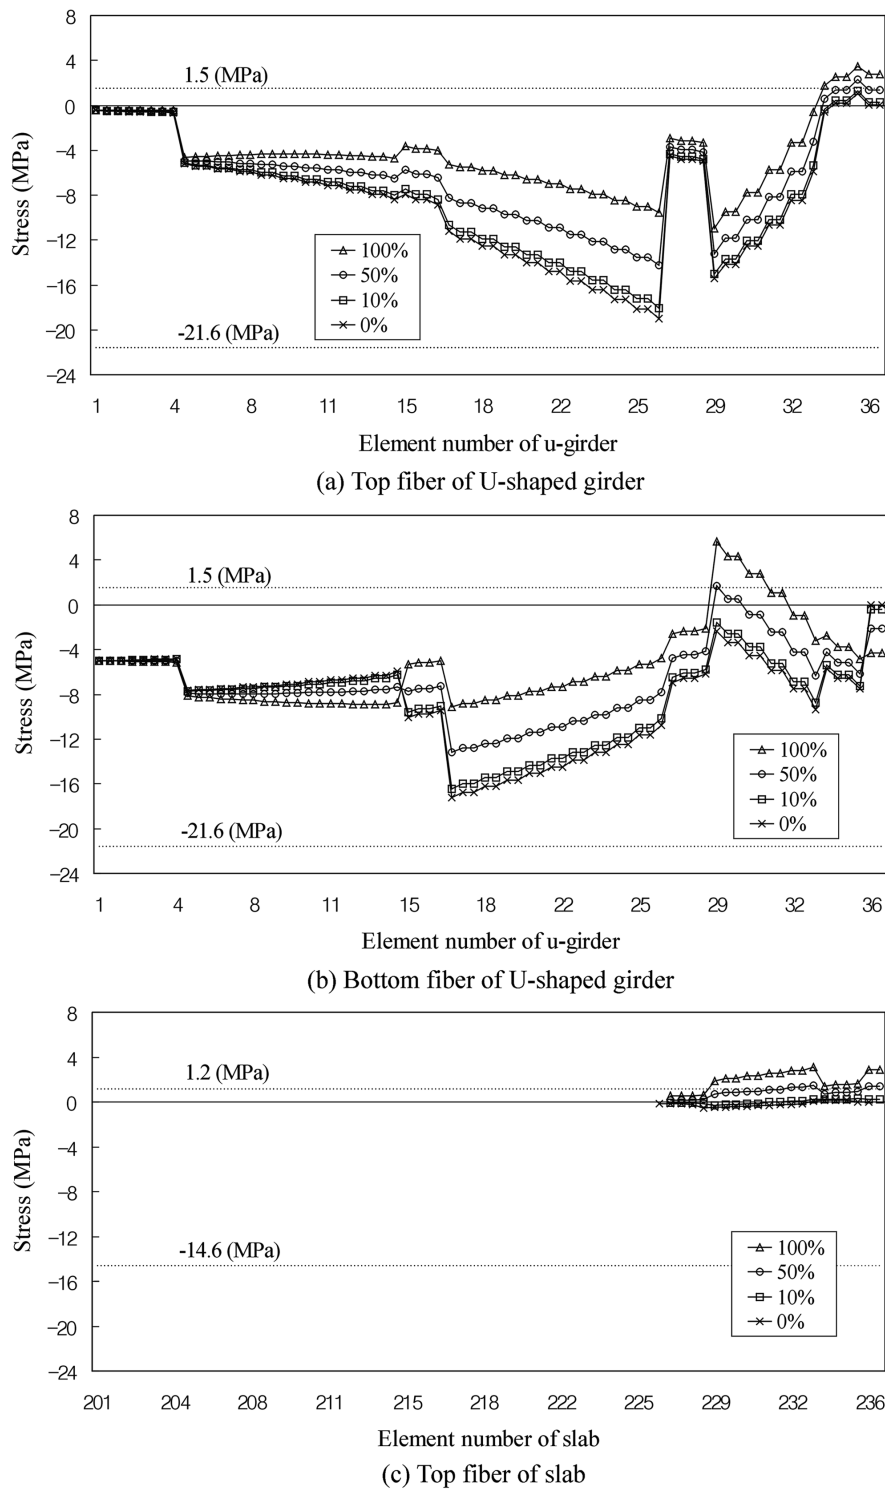 8
4
0
−4
−8
−12
−16
−20
−24
Stress (MPa)
1.5 (MPa)
-21.6 (MPa)
100%
50%
10%
0%
1 4 8 11 15 18 22 25 29 32 36
Element number of u-girder
(a) Top fiber of U-shaped girder
8
4
0
−4
−8
−12
−16
−20
−24
Stress (MPa)
1.5 (MPa)
-21.6 (MPa)
100%
50%
10%
0%
1 4 8 11 15 18 22 25 29 32 36
Element number of u-girder
(b) Bottom fiber of U-shaped girder
8
4
0
−4
−8
−12
−16
−20
−24
Stress (MPa)
1.2 (MPa)
-14.6 (MPa)
100%
50%
10%
0%
201 204 208 211 215 218 222 225 229 232 236
Element number of slab
(c) Top fiber of slab